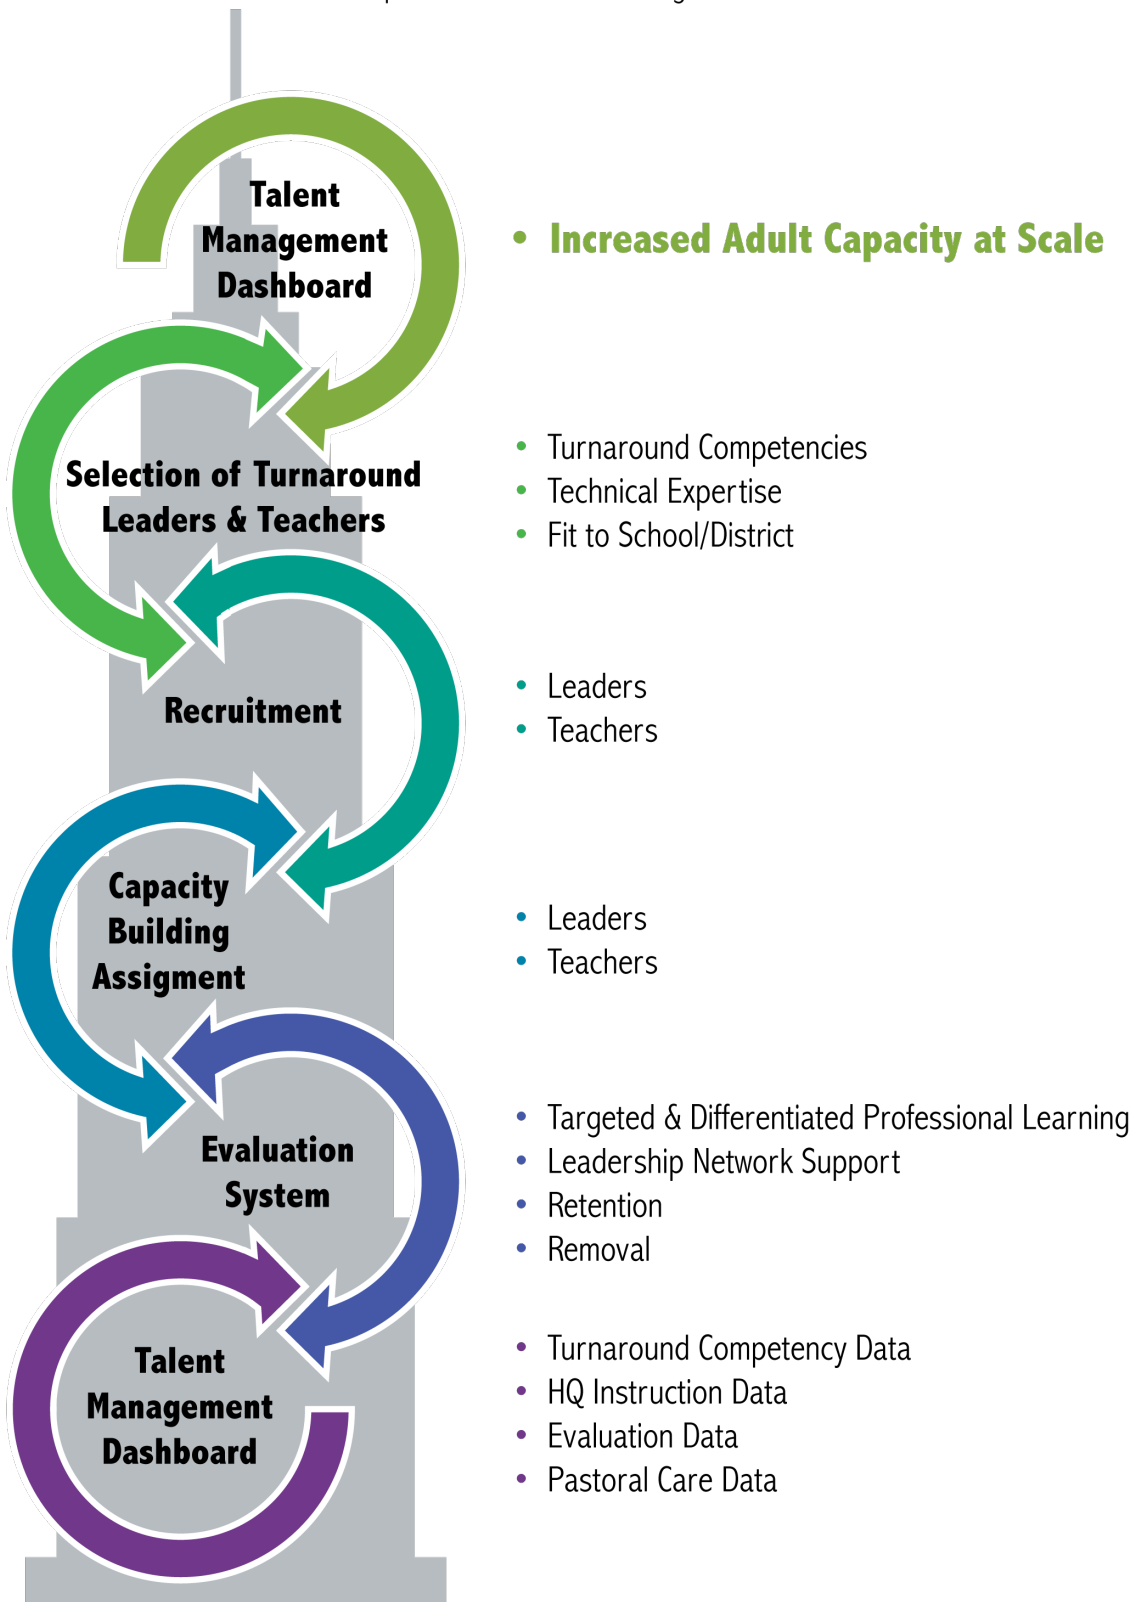 Talent
Management
Dashboard
• Increased Adult Capacity at Scale
Selection of Turnaround
Leaders & Teachers
• Turnaround Competencies
• Technical Expertise
• Fit to School/District
Recruitment
• Leaders
• Teachers
Capacity
Building
Assigment
• Leaders
• Teachers
Evaluation
System
• Targeted & Differentiated Professional Learning
• Leadership Network Support
• Retention
• Removal
Talent
Management
Dashboard
• Turnaround Competency Data
• HQ Instruction Data
• Evaluation Data
• Pastoral Care Data